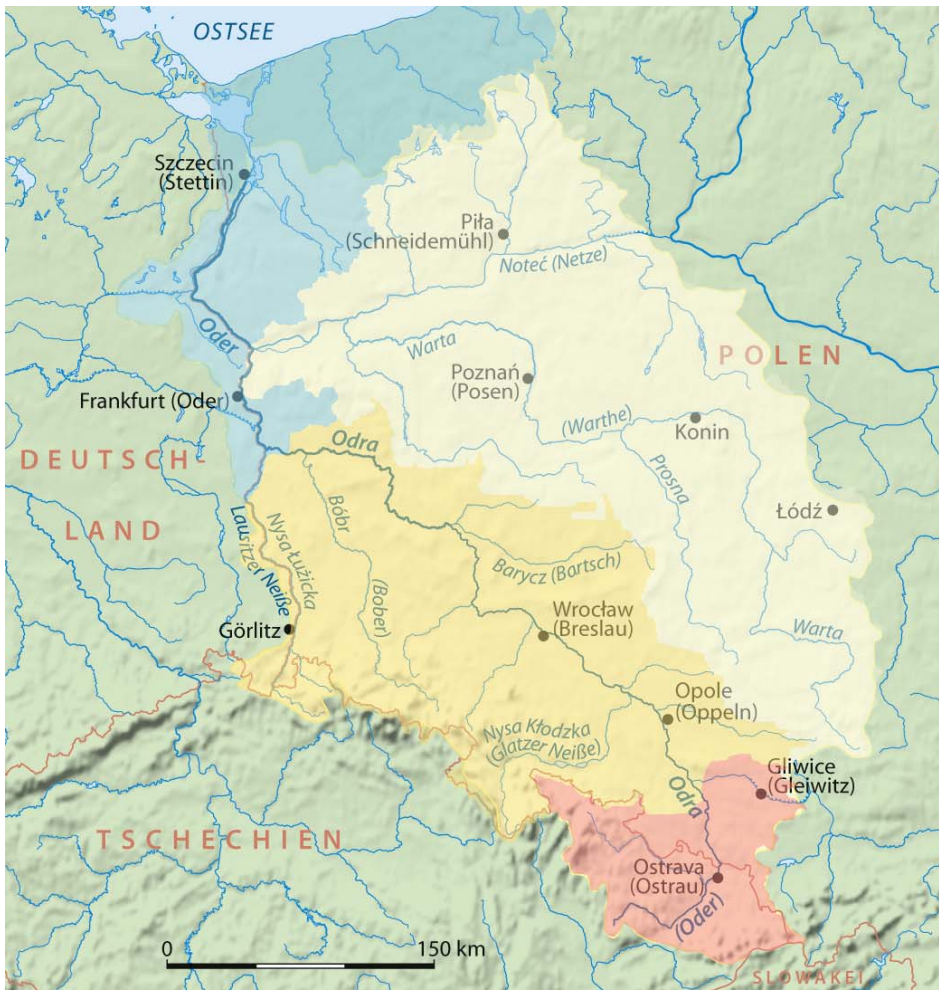 OSTSEE
Szczecin
(Stettin)
Piła
(Schneidemühl)
Noteć (Netze)
Oder
Warta
POLEN
Poznań
(Posen)
Frankfurt (Oder)
(Warthe)
Konin
Odra
DEUTSCH-
LAND
Prosna
Bóbr
(Bober)
Łódź
Lausitzer Neiße
Nysa Łużycka
Barycz (Bartsch)
Wrocław
(Breslau)
Görlitz
Warta
Opole
(Oppeln)
Nysa Kłodzka
(Glatzer Neiße)
Gliwice
(Gleiwitz)
Odra
TSCHECHIEN
Ostrava
(Ostrau)
(Oder)
0 150 km
SLOWAKEI